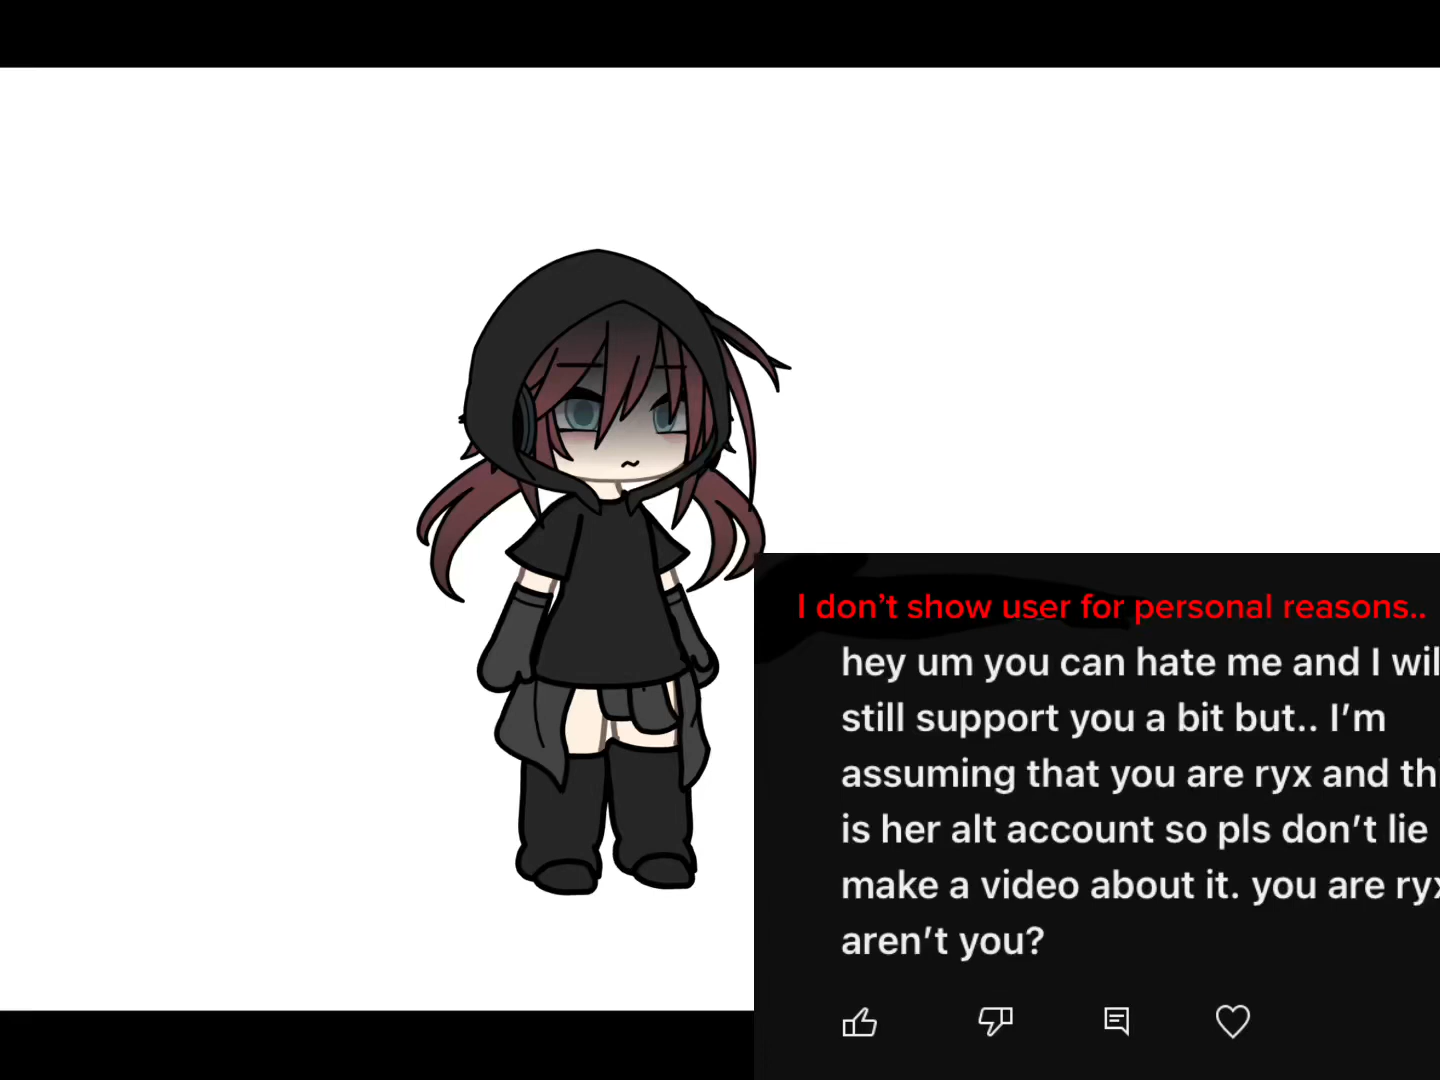 I don't show user for personal reasons..
hey um you can hate me and I
still support you a bit but.. I'm
assuming that you are ryx and
is her alt account so pls don't lie
make a video about it. you are
aren't you?